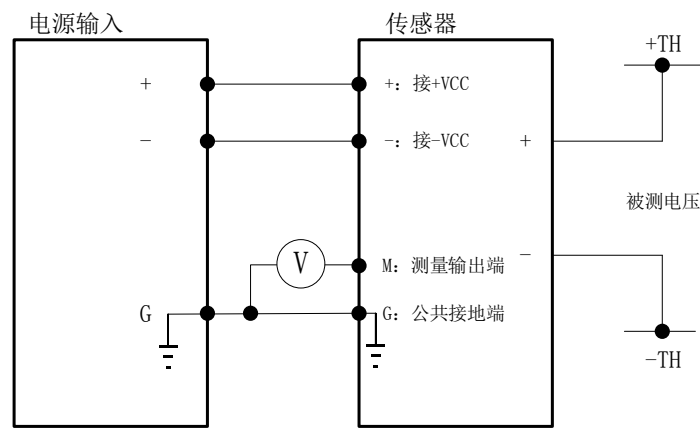 电源输入
传感器
+TH
+
+：接+VCC
−
−：接−VCC
+
被测电压
V
M：测量输出端
−
G
G：公共接地端
−TH